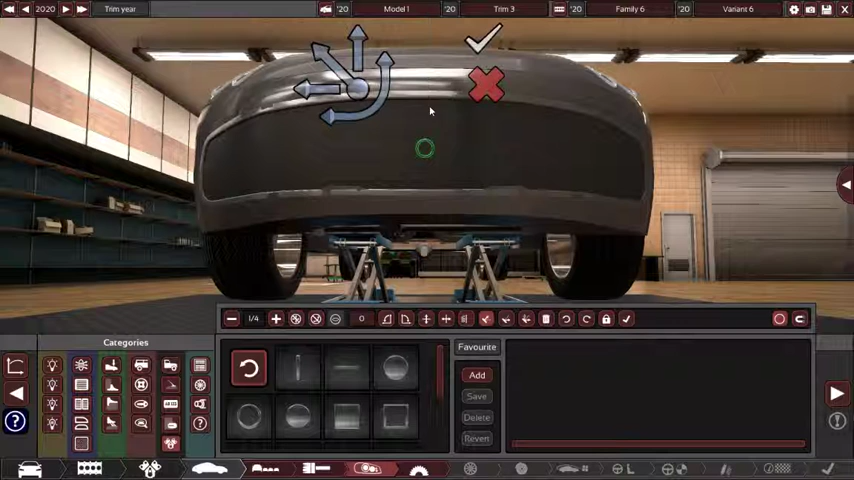 2020 Trim year '20 Model 1 '20 Trim 3 '20 Family 6 '20 Variant 6
1/4 0
Categories
Favourite
Add
Save
Delete
Revert